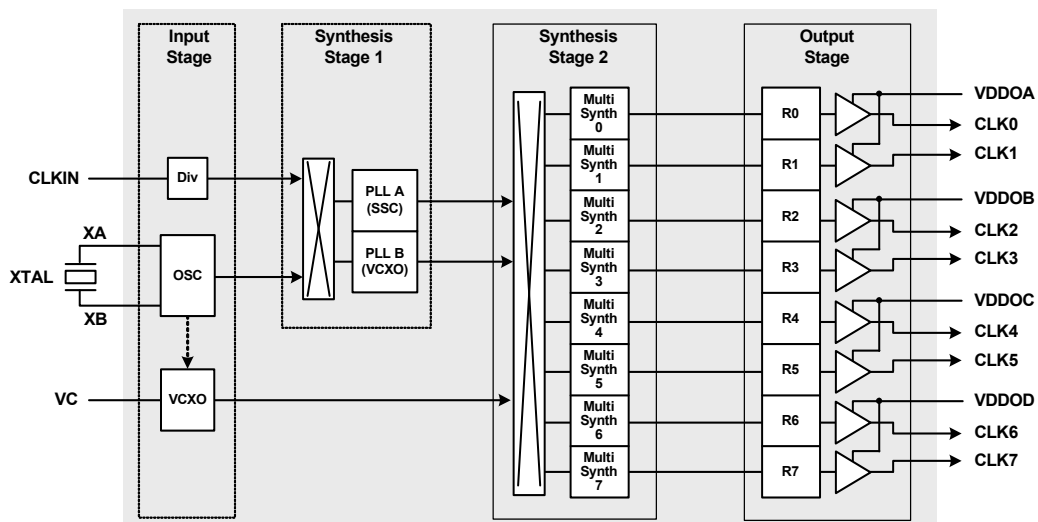 Input
Stage
Synthesis
Stage 1
Synthesis
Stage 2
Output
Stage
CLKIN
Div
XA
XTAL
XB
OSC
VC
VCXO
PLL A
(SSC)
PLL B
(VCXO)
Multi
Synth
0
Multi
Synth
1
Multi
Synth
2
Multi
Synth
3
Multi
Synth
4
Multi
Synth
5
Multi
Synth
6
Multi
Synth
7
R0
R1
R2
R3
R4
R5
R6
R7
VDDOA
CLK0
CLK1
VDDOB
CLK2
CLK3
VDDOC
CLK4
CLK5
VDDOD
CLK6
CLK7